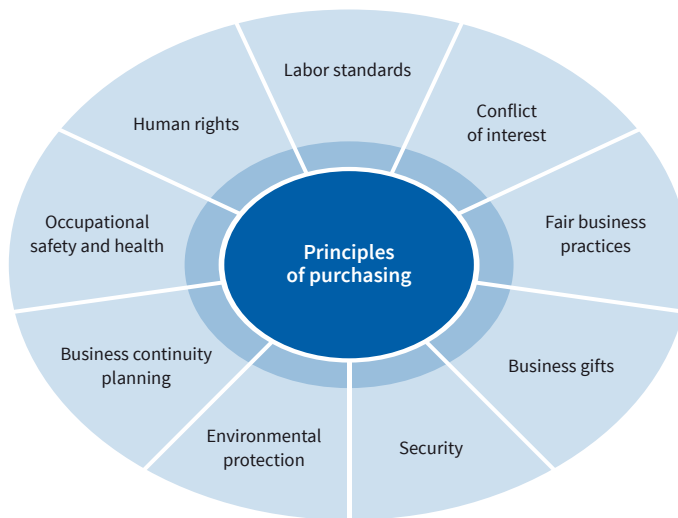 Labor standards
Conflict
of interest
Fair business
practices
Business gifts
Security
Environmental
protection
Business continuity
planning
Occupational
safety and health
Human rights
Principles
of purchasing